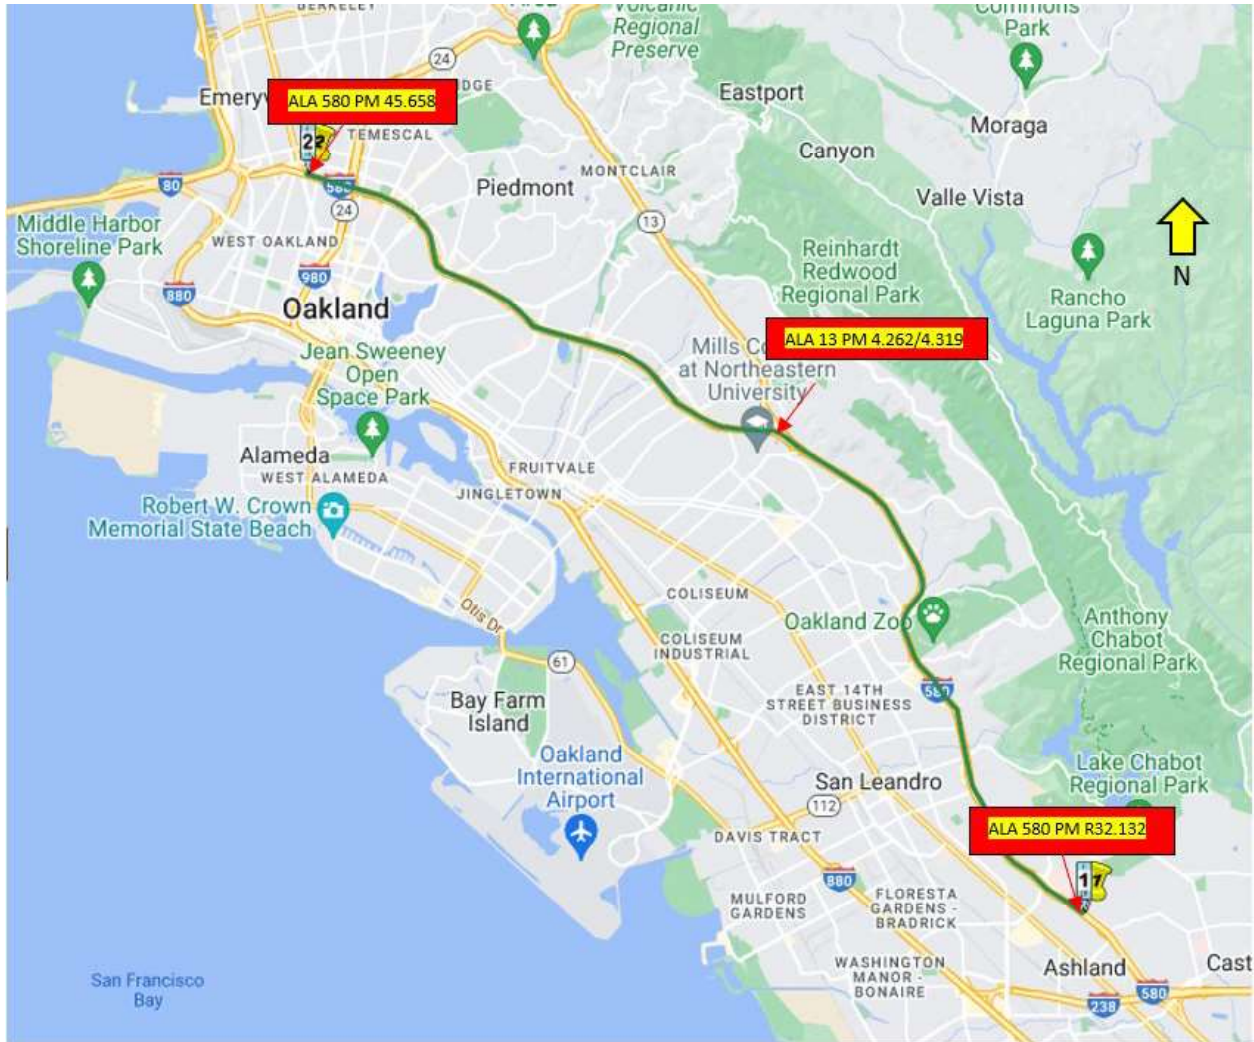 BERKELEY
Area
Volcanic
Regional
Preserve
Commons
Park
24
ALA 580 PM 45.658
TEMESCAL
Eastport
Moraga
Canyon
MONTCLAIR
Piedmont
Valle Vista
80
580
24
13
Middle Harbor
Shoreline Park
WEST OAKLAND
980
880
Oakland
Reinhardt
Redwood
Regional Park
N
Rancho
Laguna Park
ALA 13 PM 4.262/4.319
Jean Sweeney
Open
Space Park
Mills
at Northeastern
University
Alameda
WEST ALAMEDA
FRUITVALE
JINGLETOWN
Robert W. Crown
Memorial State Beach
COLISEUM
Otis Dr
Oakland Zoo
COLISEUM
INDUSTRIAL
Anthony
Chabot
Regional Park
61
580
EAST 14TH
STREET BUSINESS
DISTRICT
Bay Farm
Island
Oakland
International
Airport
San Leandro
Lake Chabot
Regional Park
112
ALA 580 PM R32.132
DAVIS TRACT
880
1
MULFORD
GARDENS
FLORESTA
GARDENS -
BRADRICK
WASHINGTON
MANOR -
BONAIRE
Ashland
Cast
580
238
San Francisco
Bay